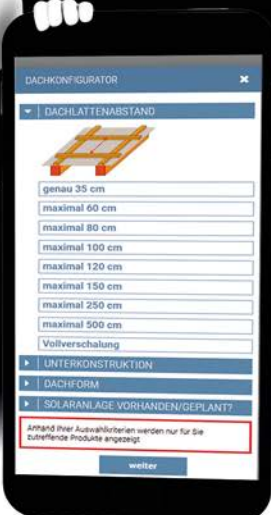 DACHKONFIGURATOR ×
DACHLATTENABSTAND
genau 35 cm
maximal 60 cm
maximal 80 cm
maximal 100 cm
maximal 120 cm
maximal 150 cm
maximal 250 cm
maximal 500 cm
Vollverschalung
UNTERKONSTRUKTION
DACHFORM
SOLARANLAGE VORHANDEN/GEPLANT?
Anhand Ihrer Auswahlkriterien werden nur für Sie
zutreffende Produkte angezeigt
weiter